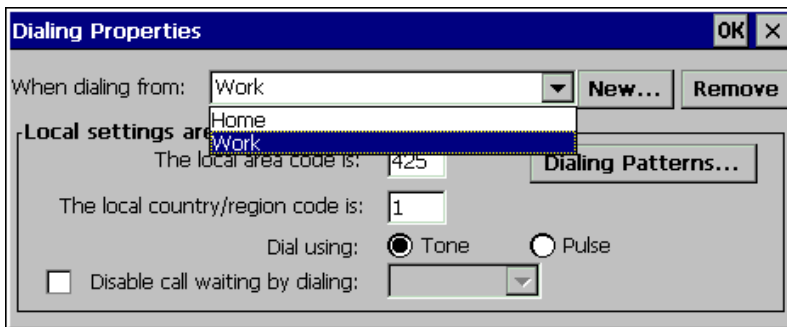 Dialing Properties OK ×
When dialing from: Work New... Remove
Home
Work
Local settings are
The local area code is: 425 Dialing Patterns...
The local country/region code is: 1
Dial using: Tone Pulse
Disable call waiting by dialing: